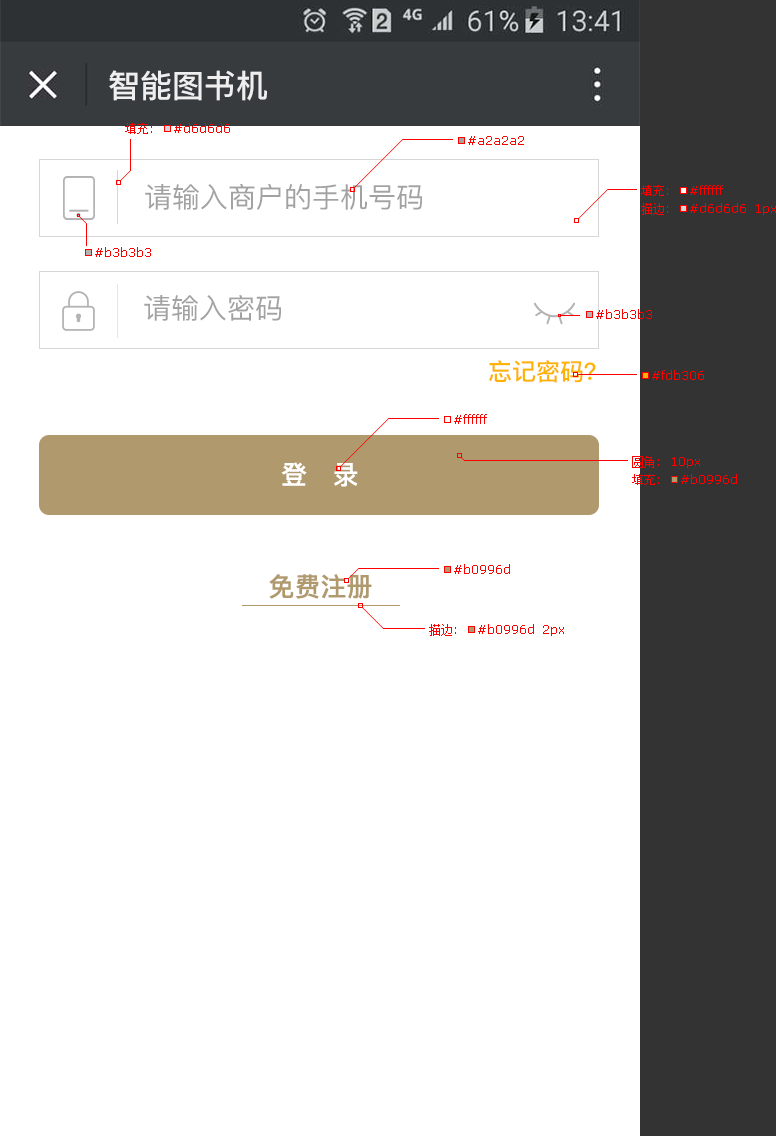 2 4G 61% 13:41
智能图书机
填充: #d6d6d6
#a2a2a2
请输入商户的手机号码
填充: #ffffff
描边: #d6d6d6 1px
#b3b3b3
请输入密码
#b3b3b3
忘记密码?
#fdb306
#ffffff
登 录
圆角: 10px
填充: #b0996d
#b0996d
免费注册
描边: #b0996d 2px